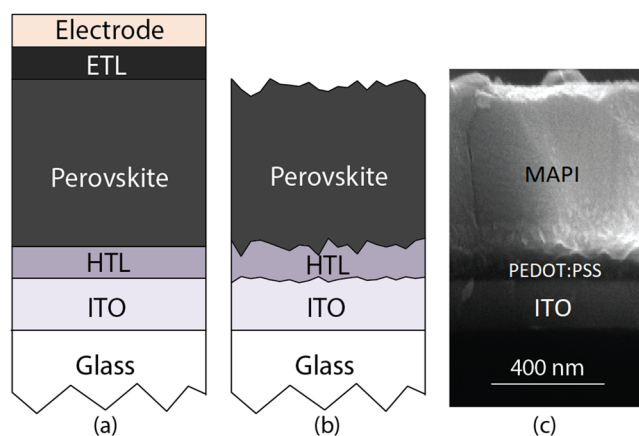 Electrode
ETL
Perovskite
HTL
ITO
Glass
(a)
Perovskite
HTL
ITO
Glass
(b)
MAPI
PEDOT:PSS
ITO
400 nm
(c)